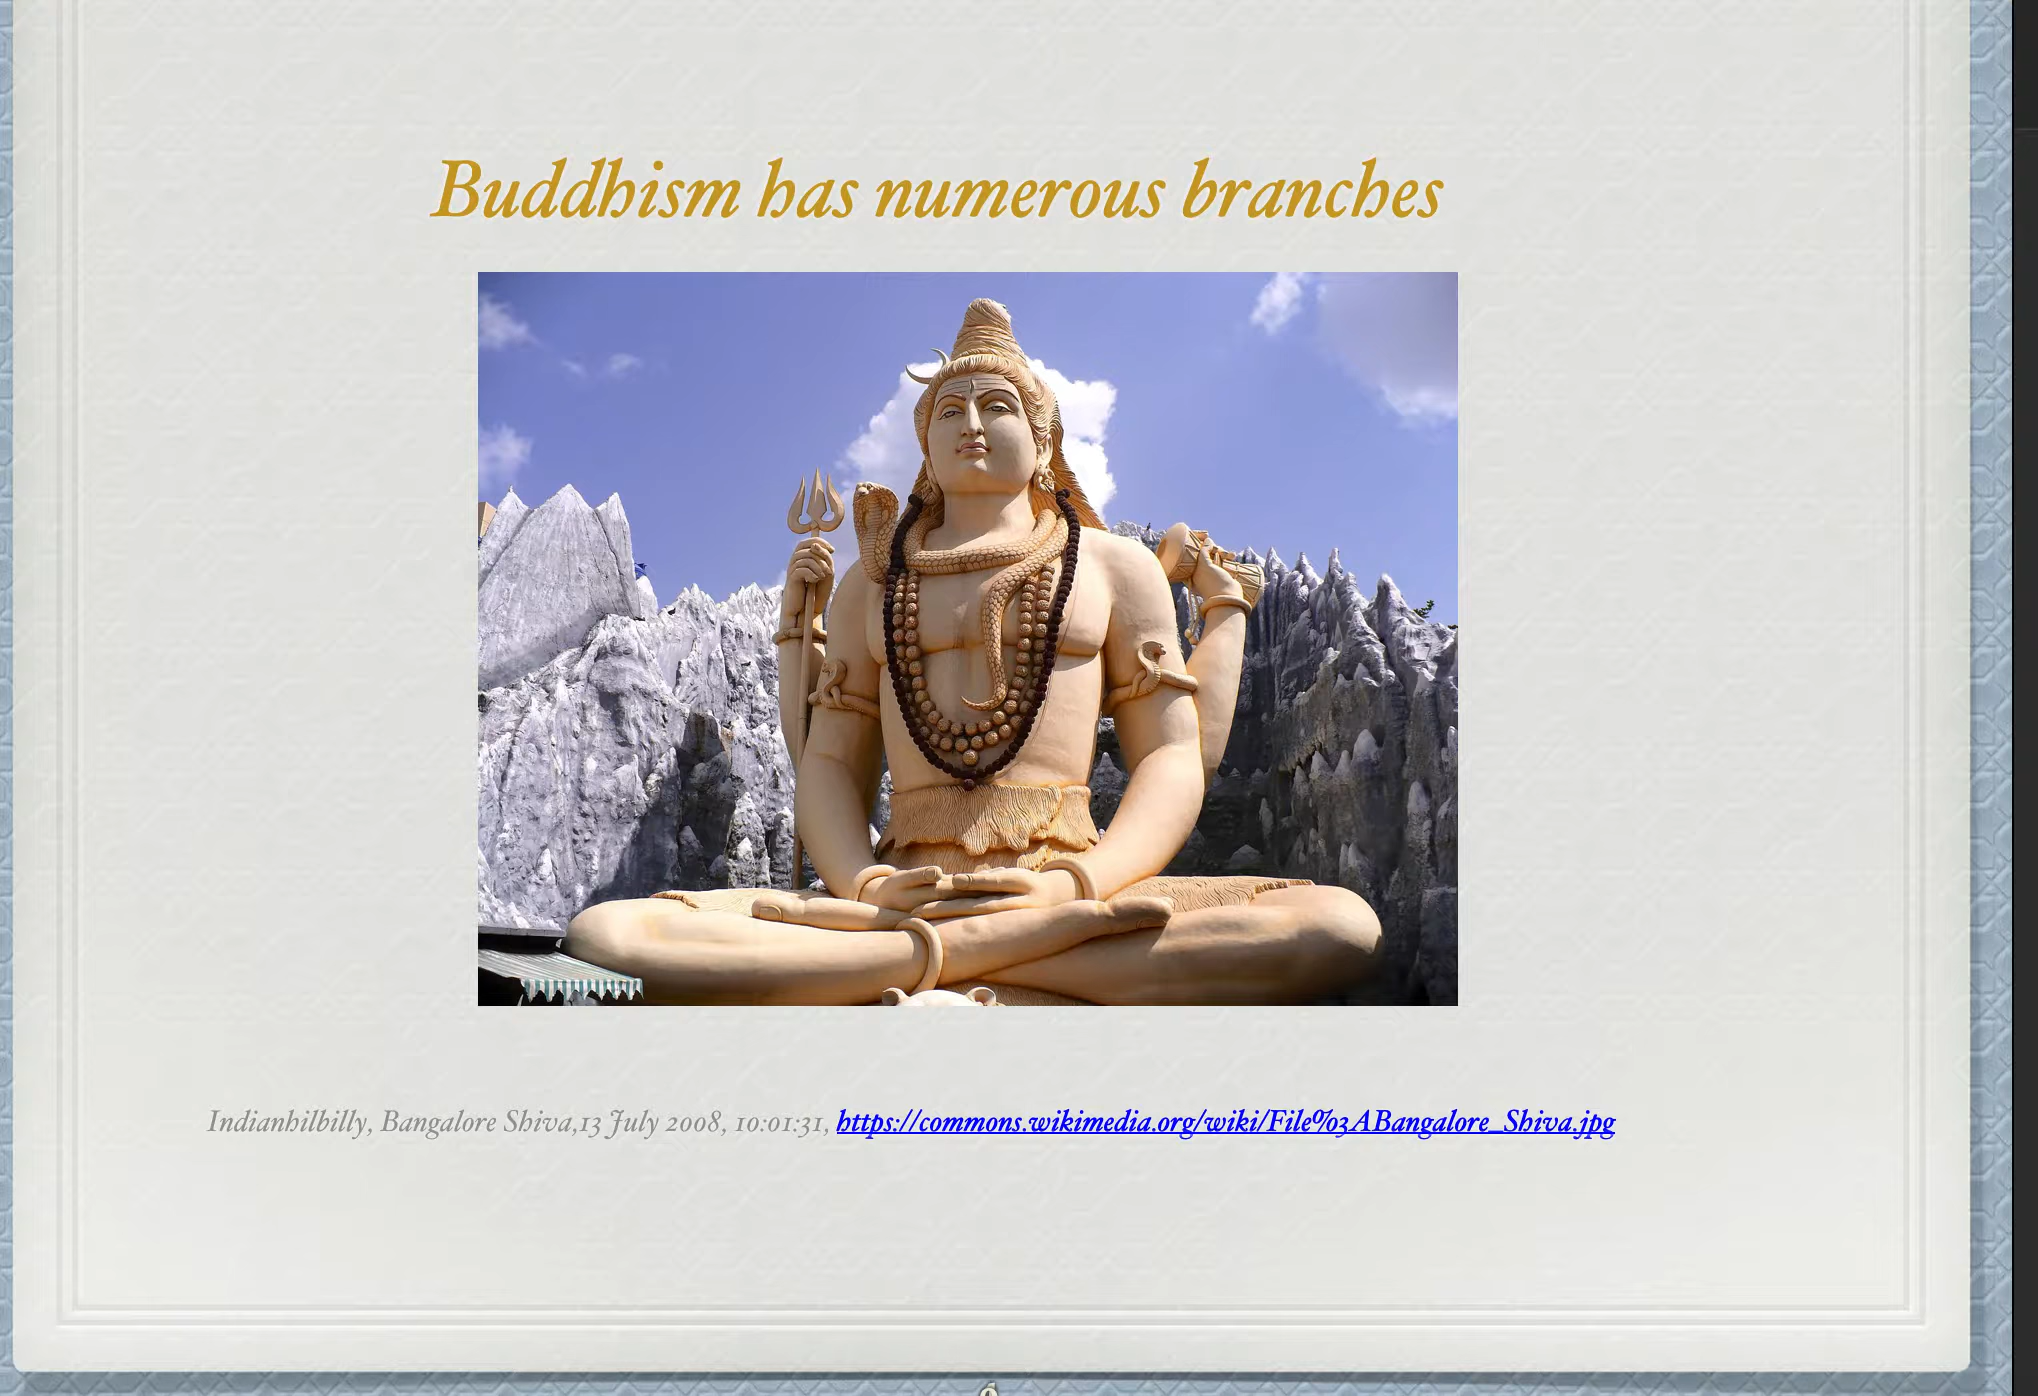 Buddhism has numerous branches
Indianhilbilly, Bangalore Shiva,13 July 2008, 10:01:31, https://commons.wikimedia.org/wiki/File%3ABangalore_Shiva.jpg